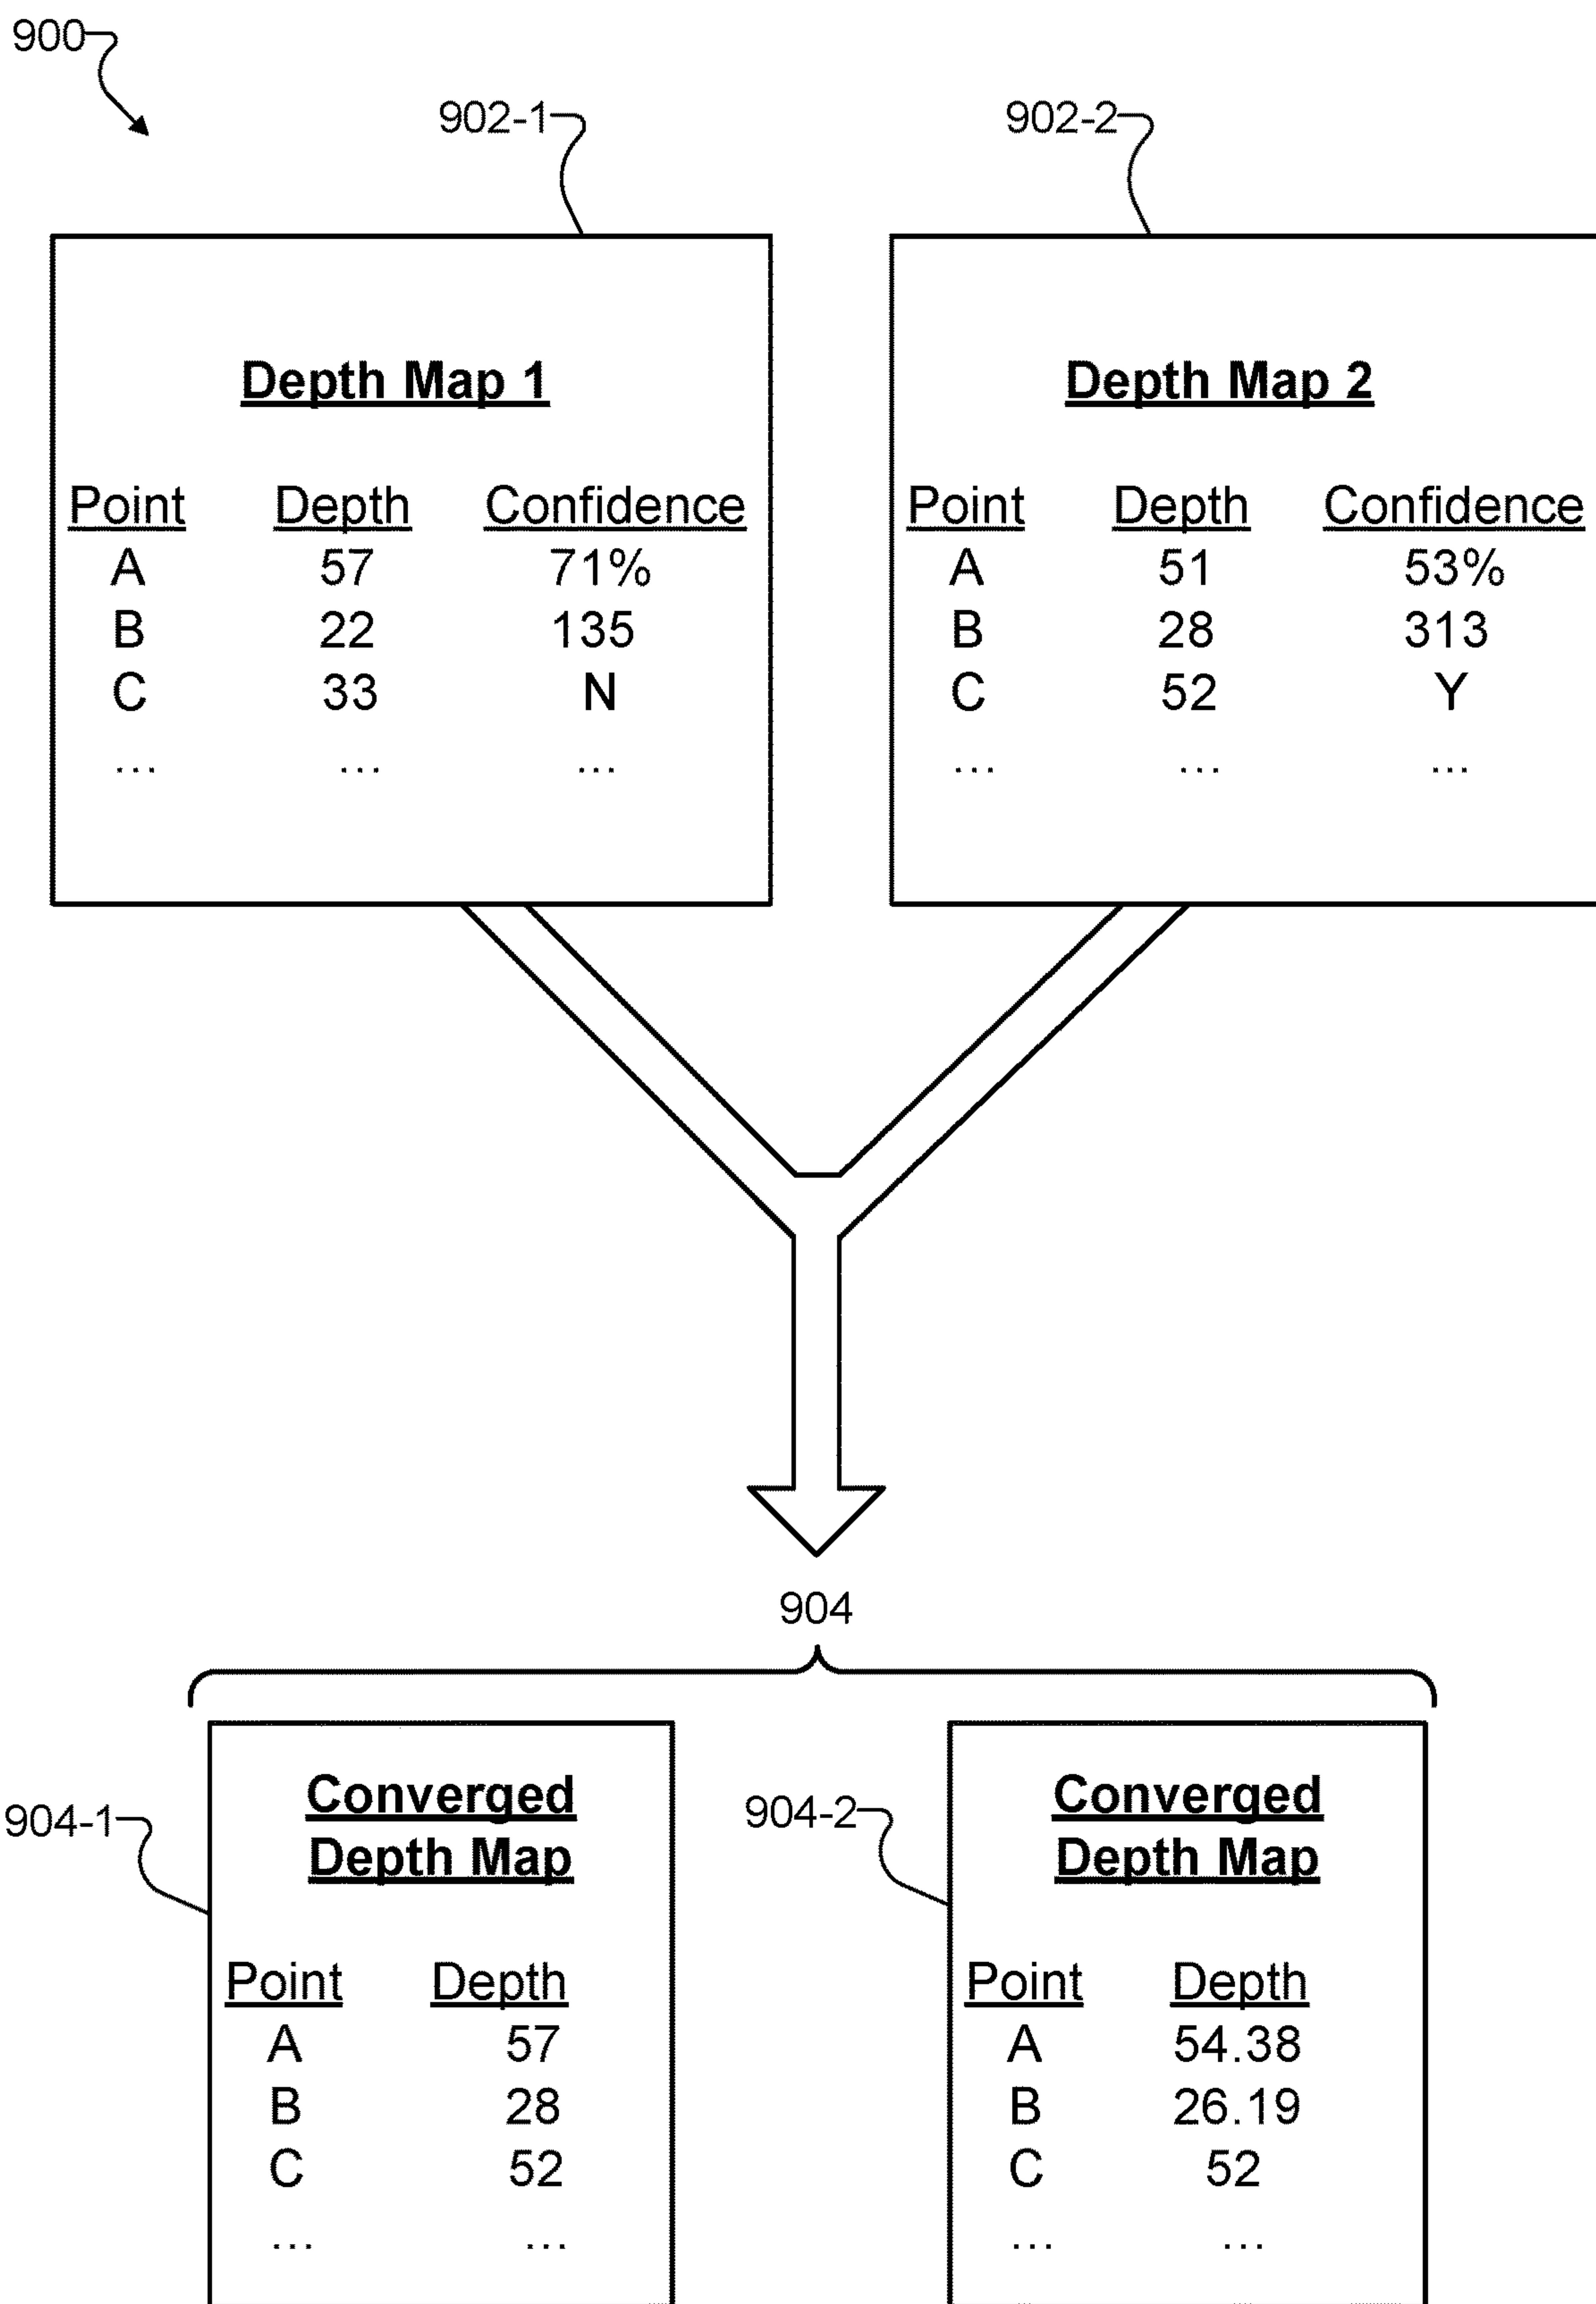 900
902-1 902-2
Depth Map 1 Depth Map 2
Point Depth Confidence Point Depth Confidence
A 57 71% A 51 53%
B 22 135 B 28 313
C 33 N C 52 Y
... ... ... ... ... ...
904
Converged Converged
904-1 904-2
Depth Map Depth Map
Point Depth Point Depth
A 57 A 54.38
B 28 B 26.19
C 52 C 52
... ... ... ...